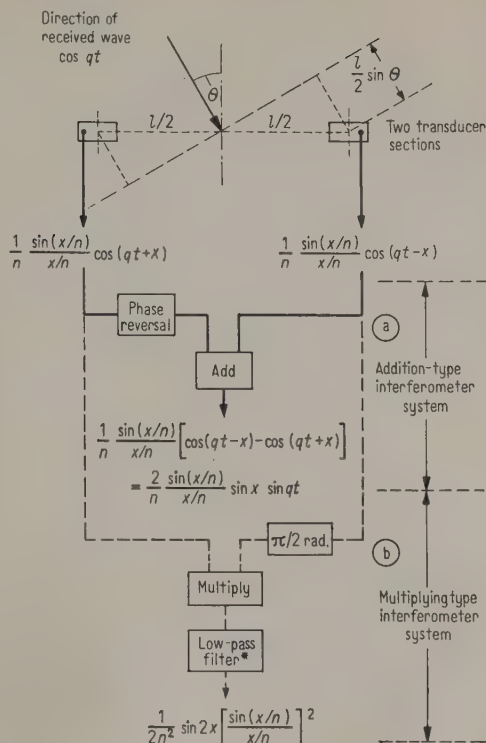 Direction of
received wave
cos qt
θ
l/2 sin θ
l/2
l/2
Two transducer
sections
1/n sin(x/n)/x/n cos (qt+x)
1/n sin(x/n)/x/n cos (qt-x)
Phase
reversal
a
Add
Addition-type
interferometer
system
1/n sin(x/n)/x/n [cos(qt-x)-cos (qt+x)]
= 2/n sin(x/n)/x/n sin x sin qt
π/2 rad.
b
Multiply
Multiplying type
interferometer
system
Low-pass
filter*
1/2n² sin 2x [sin(x/n)/x/n]²